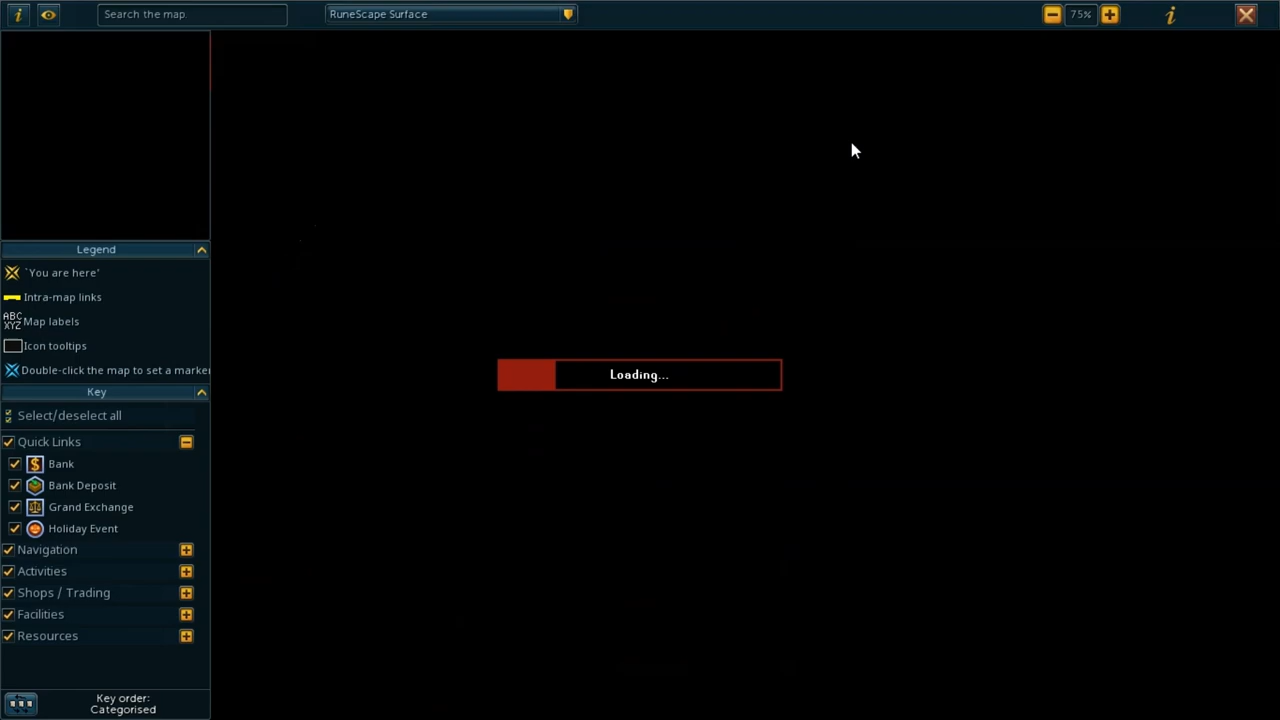 Search the map
RuneScape Surface
75%
Legend
'You are here'
Intra-map links
ABC
XYZ
Map labels
Icon tooltips
Double-click the map to set a marke
Key
Select/deselect all
Quick Links
Bank
Bank Deposit
Grand Exchange
Holiday Event
Navigation
Activities
Shops / Trading
Facilities
Resources
Key order:
Categorised
Loading...